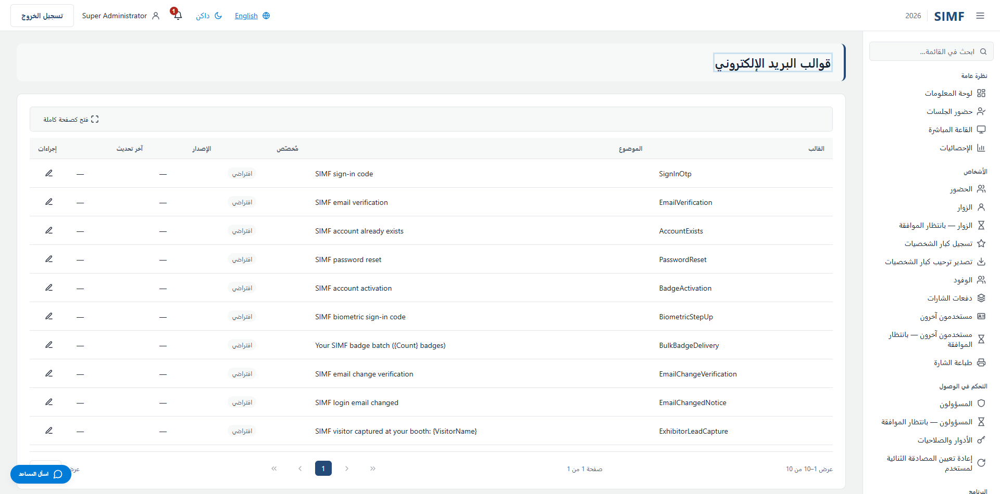 SIMF
2026
English
داكن
1
Super Administrator
تسجيل الخروج
ابحث في القائمة...
نظرة عامة
لوحة المعلومات
حضور الجلسات
القاعة المباشرة
الإحصائيات
الأشخاص
الحضور
الزوار
الزوار — بانتظار الموافقة
تسجيل كبار الشخصيات
تصدير ترحيب كبار الشخصيات
الوفود
دفعات الشارات
مستخدمون آخرون
مستخدمون آخرون — بانتظار
الموافقة
طباعة الشارة
التحكم في الوصول
المسؤولون
المسؤولون — بانتظار الموافقة
الأدوار والصلاحيات
إعادة تعيين المصادقة الثنائية
لمستخدم
البرنامج
قوالب البريد الإلكتروني
فتح كصفحة كاملة
القالب الموضوع مُخصّص الإصدار آخر تحديث إجراءات
SignInOtp SIMF sign-in code افتراضي — —
EmailVerification SIMF email verification افتراضي — —
AccountExists SIMF account already exists افتراضي — —
PasswordReset SIMF password reset افتراضي — —
BadgeActivation SIMF account activation افتراضي — —
BiometricStepUp SIMF biometric sign-in code افتراضي — —
BulkBadgeDelivery Your SIMF badge batch ({Count} badges) افتراضي — —
EmailChangeVerification SIMF email change verification افتراضي — —
EmailChangedNotice SIMF login email changed افتراضي — —
ExhibitorLeadCapture SIMF visitor captured at your booth: {VisitorName} افتراضي — —
عرض 1–10 من 10
صفحة 1 من 1
» › 1 ‹ «
عرض
اسأل المساعد